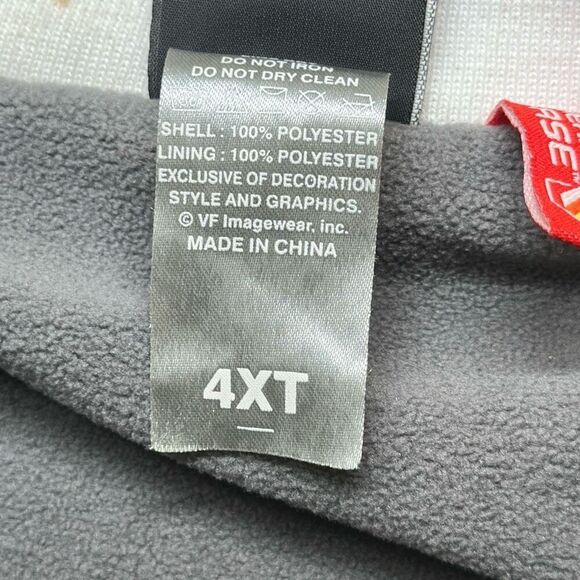 DO NOT IRON
DO NOT DRY CLEAN
SHELL : 100% POLYESTER
LINING : 100% POLYESTER
EXCLUSIVE OF DECORATION
STYLE AND GRAPHICS.
© VF Imagewear, inc.
MADE IN CHINA
4XT